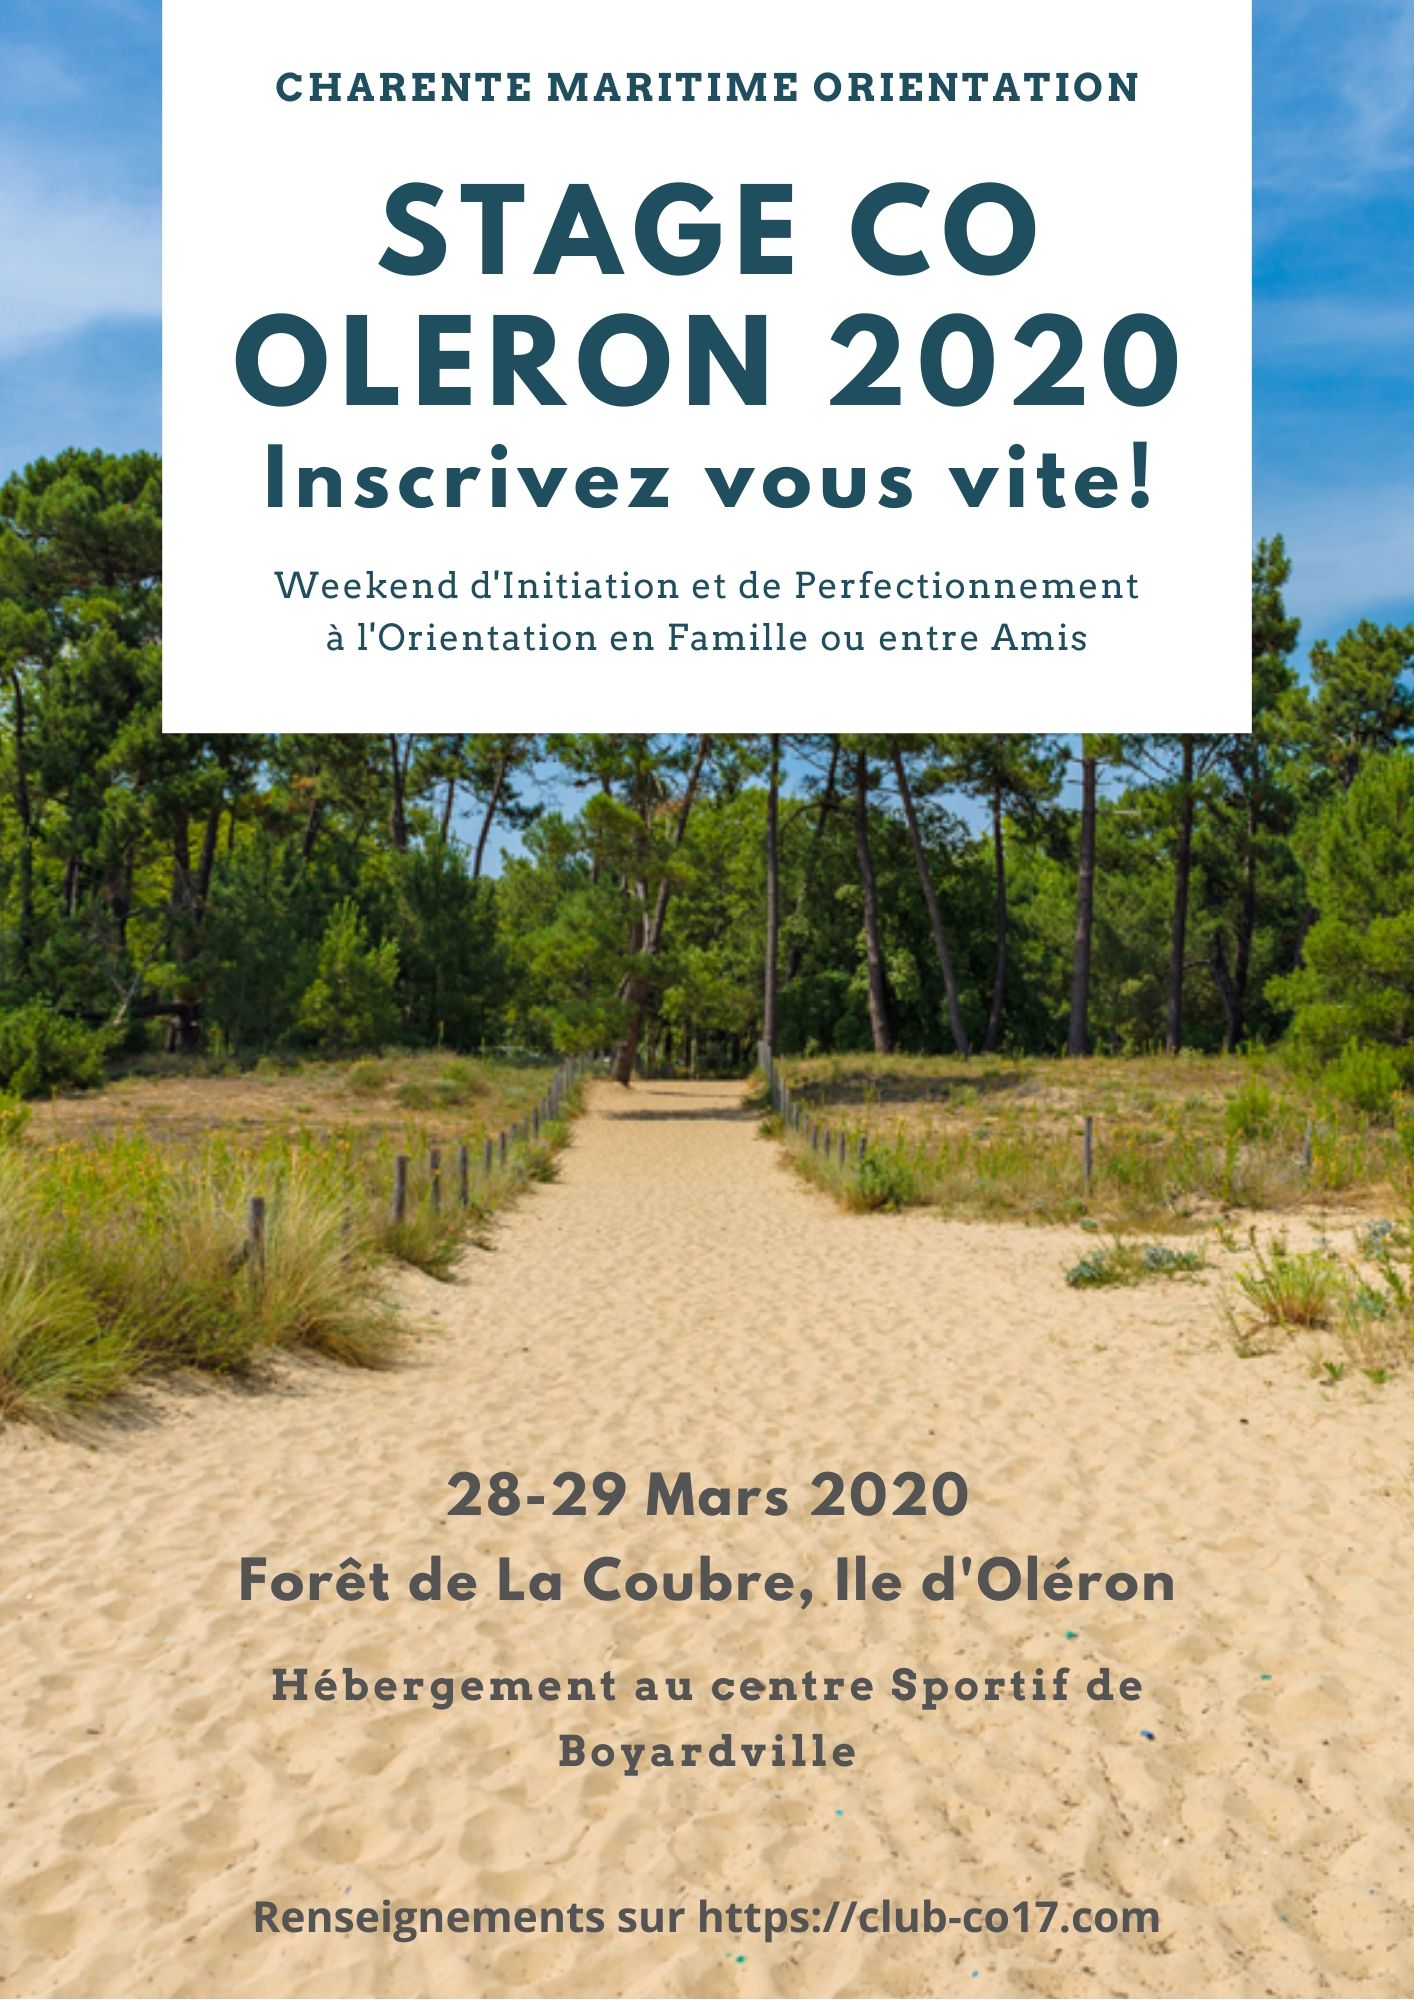 CHARENTE MARITIME ORIENTATION
STAGE CO
OLERON 2020
Inscrivez vous vite!
Weekend d'Initiation et de Perfectionnement
à l'Orientation en Famille ou entre Amis
28-29 Mars 2020
Forêt de La Coubre, Ile d'Oléron
Hébergement au centre Sportif de
Boyardville
Renseignements sur https://club-co17.com